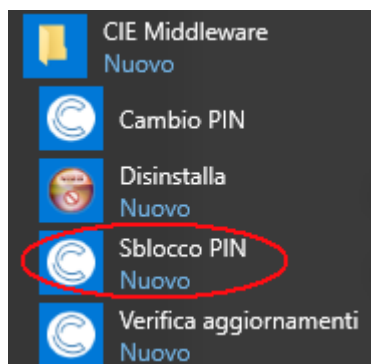 CIE Middleware
Nuovo
Cambio PIN
Disinstalla
Nuovo
Sblocco PIN
Nuovo
Verifica aggiornamenti
Nuovo